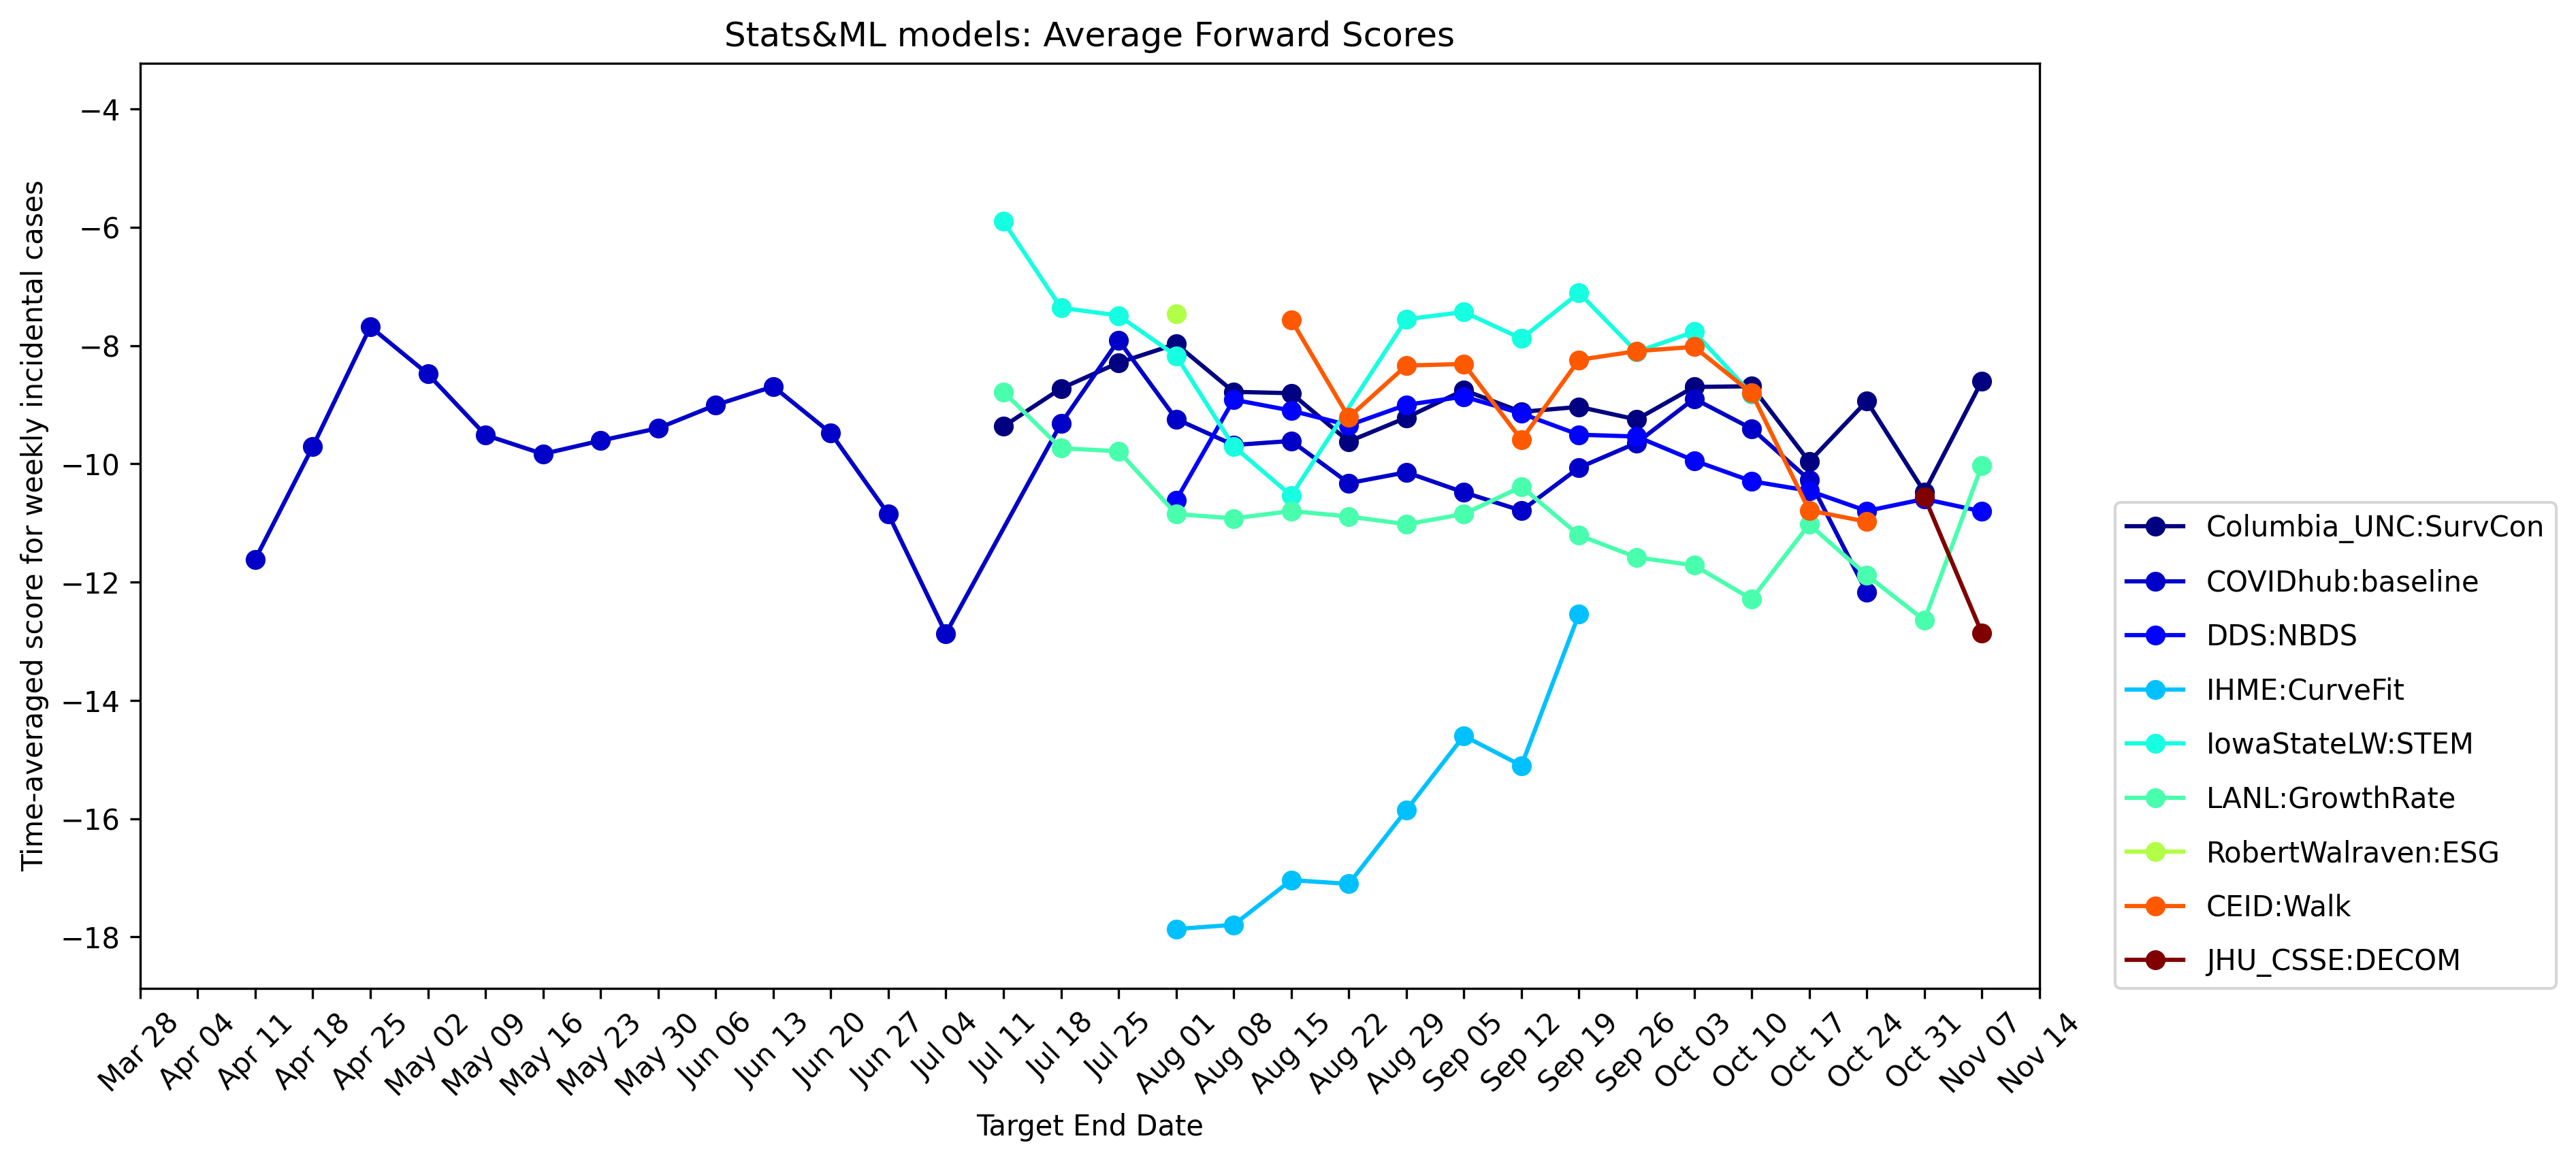 Stats&ML models: Average Forward Scores
Time-averaged score for weekly incidental cases
−4
−6
−8
−10
−12
−14
−16
−18
Mar 28
Apr 04
Apr 11
Apr 18
Apr 25
May 02
May 09
May 16
May 23
May 30
Jun 06
Jun 13
Jun 20
Jun 27
Jul 04
Jul 11
Jul 18
Jul 25
Aug 01
Aug 08
Aug 15
Aug 22
Aug 29
Sep 05
Sep 12
Sep 19
Sep 26
Oct 03
Oct 10
Oct 17
Oct 24
Oct 31
Nov 07
Nov 14
Target End Date
Columbia_UNC:SurvCon
COVIDhub:baseline
DDS:NBDS
IHME:CurveFit
IowaStateLW:STEM
LANL:GrowthRate
RobertWalraven:ESG
CEID:Walk
JHU_CSSE:DECOM